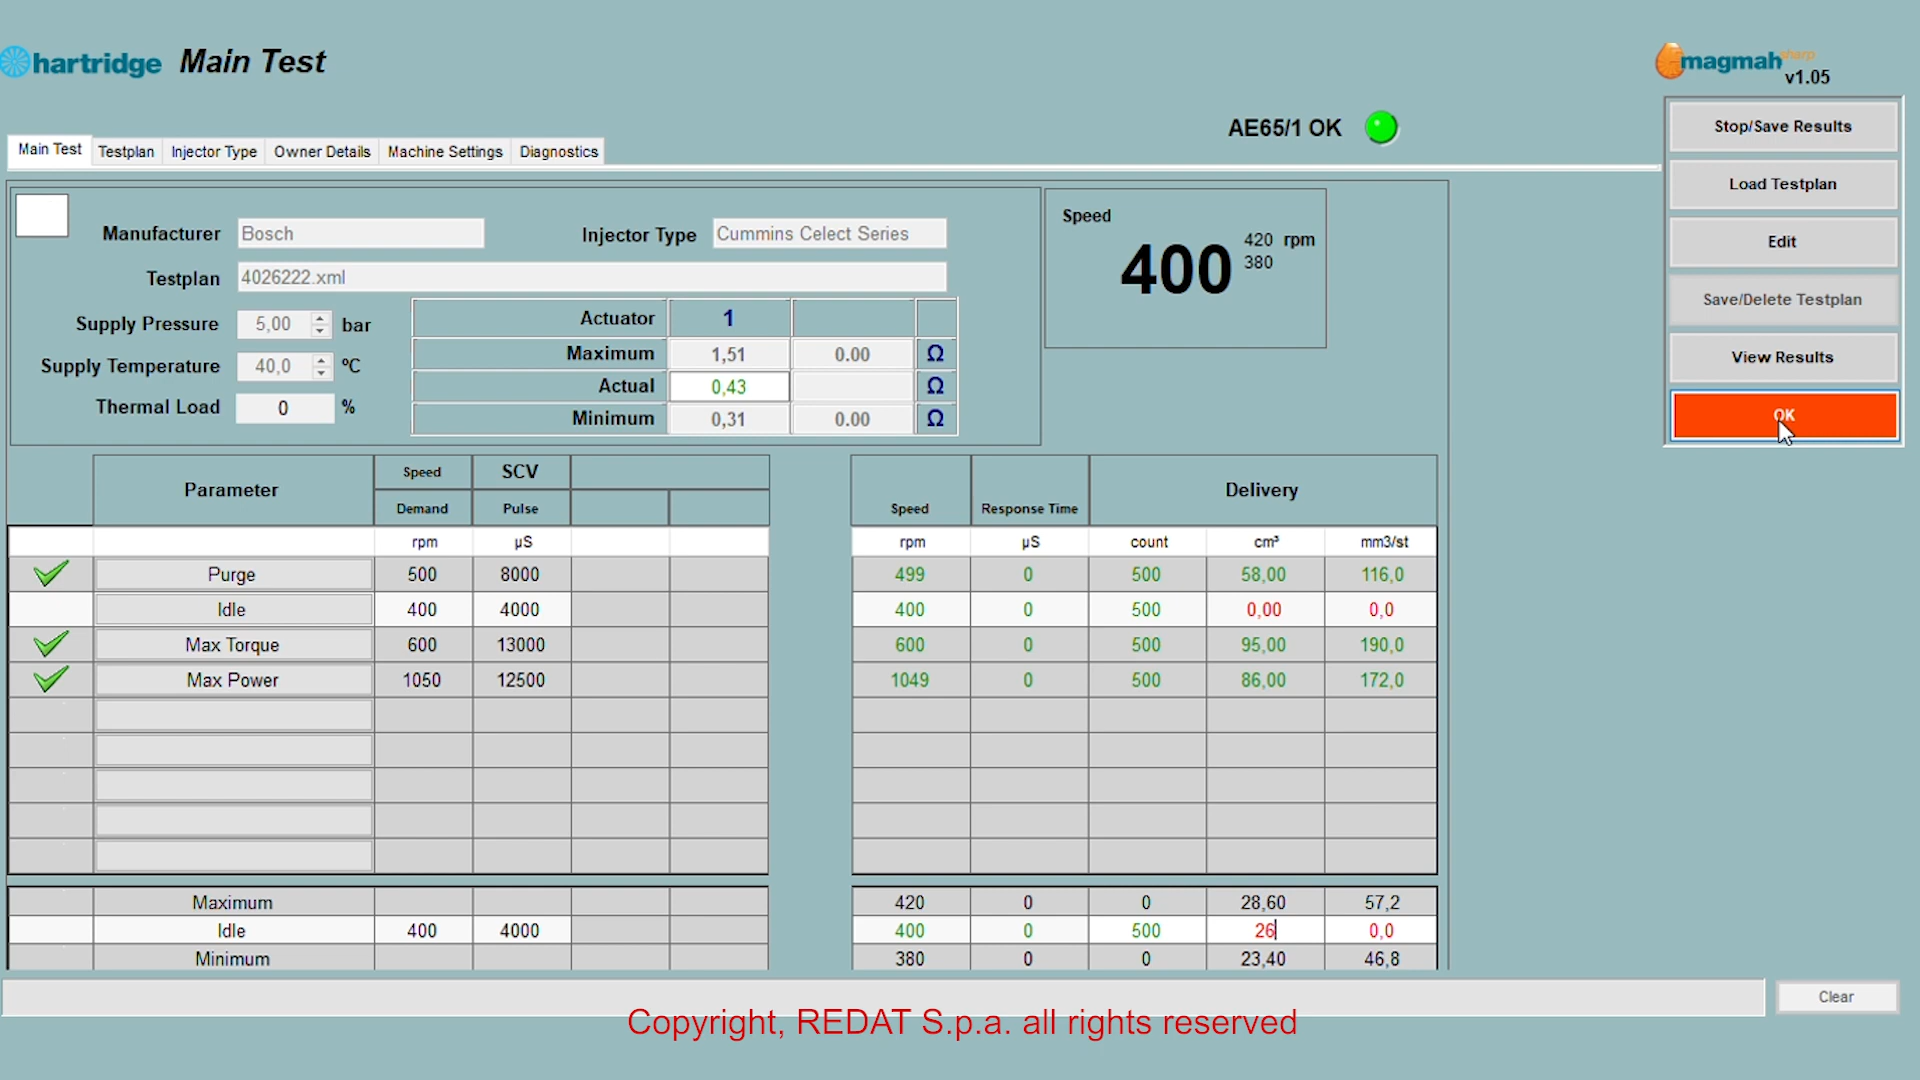 hartridge Main Test
magmah sharp
v1.05
AE65/1 OK
Stop/Save Results
Load Testplan
Edit
Save/Delete Testplan
View Results
OK
Main Test Testplan Injector Type Owner Details Machine Settings Diagnostics
Manufacturer Bosch Injector Type Cummins Celect Series
Testplan 4026222.xml
Supply Pressure 5,00 bar
Supply Temperature 40,0 ºC
Thermal Load 0 %
Actuator 1
Maximum 1,51 0.00 Ω
Actual 0,43 Ω
Minimum 0,31 0.00 Ω
Speed
400 420 rpm
380
Parameter Speed SCV
Demand Pulse
Speed Response Time Delivery
rpm µS rpm µS count cm³ mm3/st
Purge 500 8000 499 0 500 58,00 116,0
Idle 400 4000 400 0 500 0,00 0,0
Max Torque 600 13000 600 0 500 95,00 190,0
Max Power 1050 12500 1049 0 500 86,00 172,0
Maximum 420 0 0 28,60 57,2
Idle 400 4000 400 0 500 26 0,0
Minimum 380 0 0 23,40 46,8
Clear
Copyright, REDAT S.p.a. all rights reserved